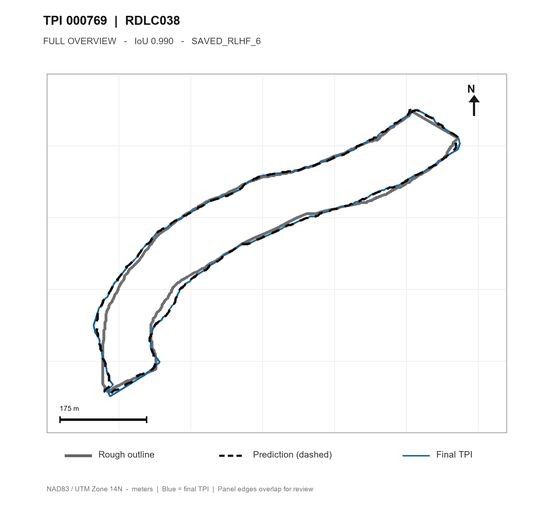 TPI 000769 | RDLC038
FULL OVERVIEW - IoU 0.990 - SAVED_RLHF_6
N
175 m
Rough outline
Prediction (dashed)
Final TPI
NAD83 / UTM Zone 14N - meters | Blue = final TPI | Panel edges overlap for review